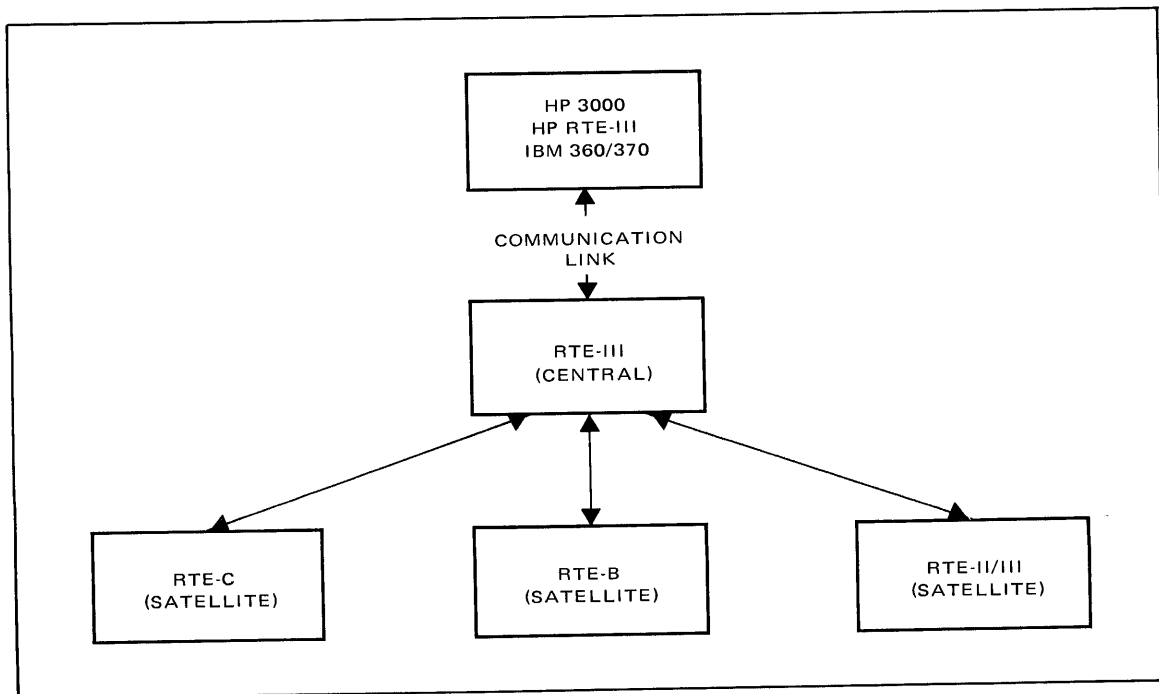 HP 3000
HP RTE-III
IBM 360/370
COMMUNICATION
LINK
RTE-III
(CENTRAL)
RTE-C
(SATELLITE)
RTE-B
(SATELLITE)
RTE-II/III
(SATELLITE)